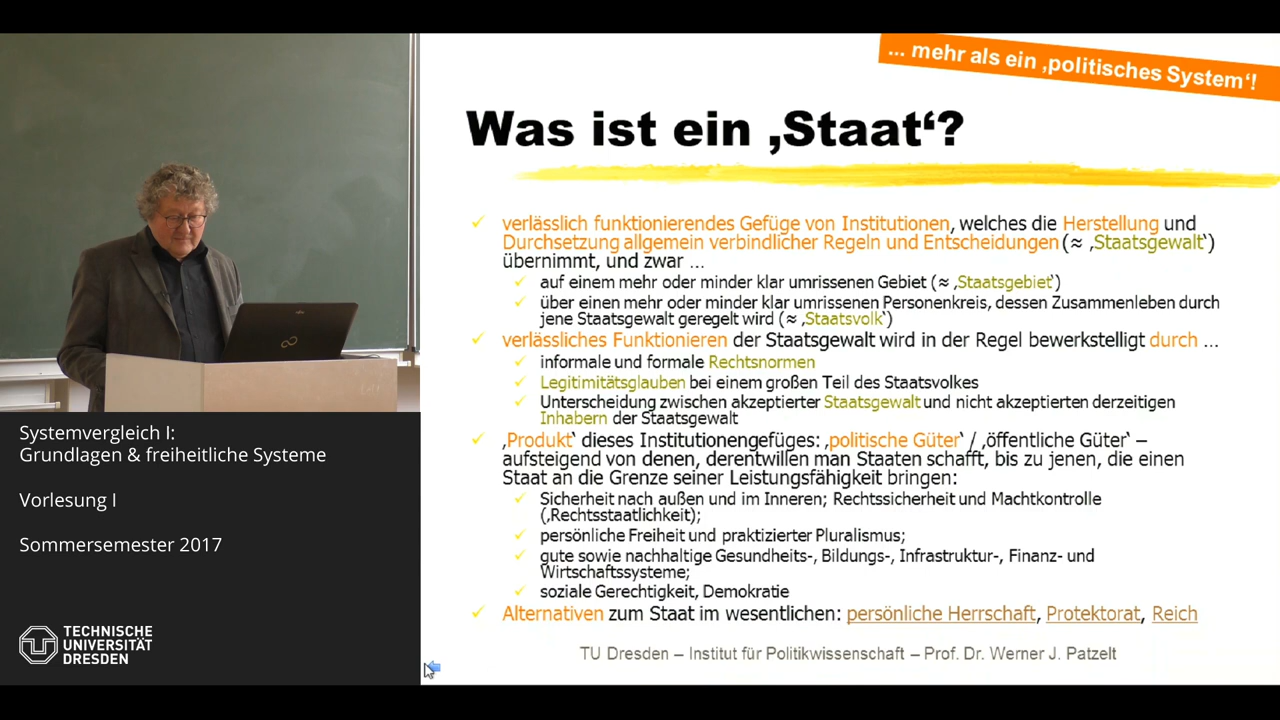 ... mehr als ein ‚politisches System‘!
Was ist ein ‚Staat‘?
verlässlich funktionierendes Gefüge von Institutionen, welches die Herstellung und
Durchsetzung allgemein verbindlicher Regeln und Entscheidungen (≈ ‚Staatsgewalt‘)
übernimmt, und zwar …
auf einem mehr oder minder klar umrissenen Gebiet (≈ ‚Staatsgebiet‘)
über einen mehr oder minder klar umrissenen Personenkreis, dessen Zusammenleben durch
jene Staatsgewalt geregelt wird (≈ ‚Staatsvolk‘)
verlässliches Funktionieren der Staatsgewalt wird in der Regel bewerkstelligt durch …
informale und formale Rechtsnormen
Legitimitätsglauben bei einem großen Teil des Staatsvolkes
Unterscheidung zwischen akzeptierter Staatsgewalt und nicht akzeptierten derzeitigen
Inhabern der Staatsgewalt
‚Produkt‘ dieses Institutionengefüges: ‚politische Güter‘ / ‚öffentliche Güter‘ –
aufsteigend von denen, derentwillen man Staaten schafft, bis zu jenen, die einen
Staat an die Grenze seiner Leistungsfähigkeit bringen:
Sicherheit nach außen und im Inneren; Rechtssicherheit und Machtkontrolle
(‚Rechtsstaatlichkeit);
persönliche Freiheit und praktizierter Pluralismus;
gute sowie nachhaltige Gesundheits-, Bildungs-, Infrastruktur-, Finanz- und
Wirtschaftssysteme;
soziale Gerechtigkeit, Demokratie
Alternativen zum Staat im wesentlichen: persönliche Herrschaft, Protektorat, Reich
TU Dresden – Institut für Politikwissenschaft – Prof. Dr. Werner J. Patzelt
Systemvergleich I:
Grundlagen & freiheitliche Systeme
Vorlesung I
Sommersemester 2017
TECHNISCHE
UNIVERSITÄT
DRESDEN